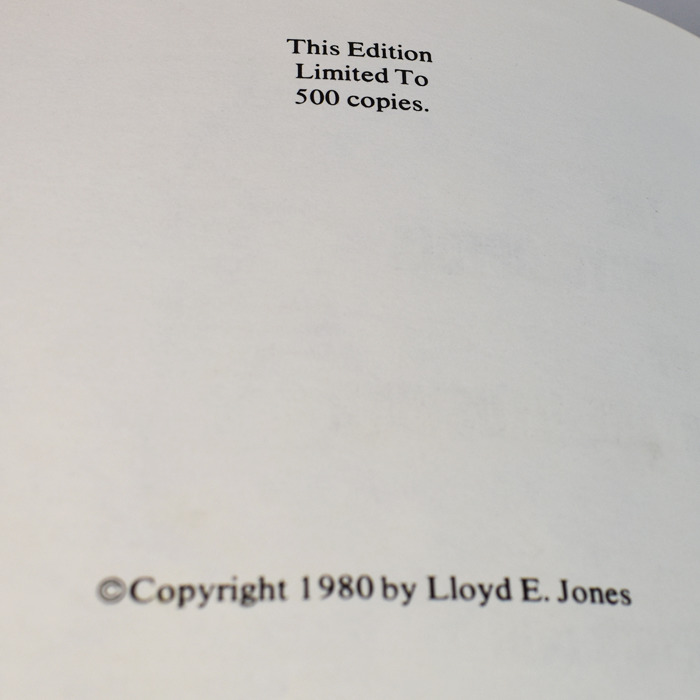 This Edition
Limited To
500 copies.
©Copyright 1980 by Lloyd E. Jones